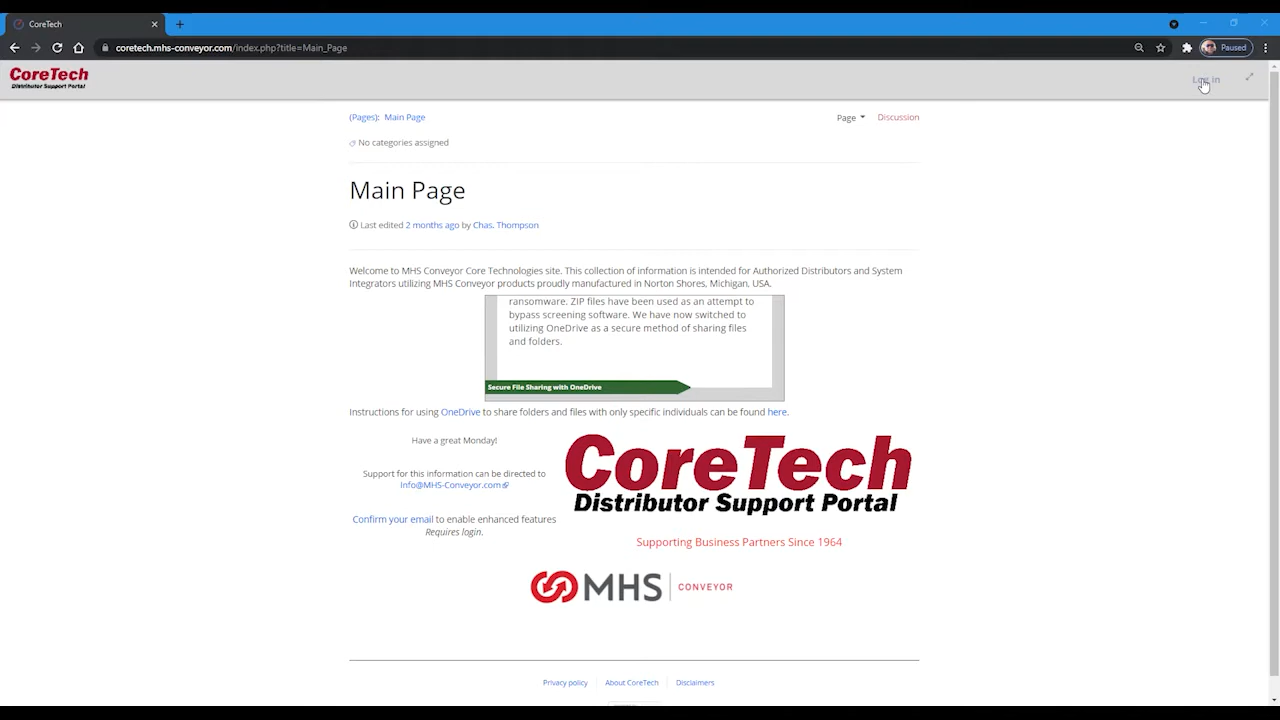 CoreTech
coretech.mhs-conveyor.com/index.php?title=Main_Page
Paused
CoreTech
Distributor Support Portal
Log in
(Pages): Main Page
Page
Discussion
No categories assigned
Main Page
Last edited 2 months ago by Chas. Thompson
Welcome to MHS Conveyor Core Technologies site. This collection of information is intended for Authorized Distributors and System
Integrators utilizing MHS Conveyor products proudly manufactured in Norton Shores, Michigan, USA.
ransomware. ZIP files have been used as an attempt to
bypass screening software. We have now switched to
utilizing OneDrive as a secure method of sharing files
and folders.
Secure File Sharing with OneDrive
Instructions for using OneDrive to share folders and files with only specific individuals can be found here.
Have a great Monday!
Support for this information can be directed to
Info@MHS-Conveyor.com
Confirm your email to enable enhanced features
Requires login.
CoreTech
Distributor Support Portal
Supporting Business Partners Since 1964
MHS CONVEYOR
Privacy policy
About CoreTech
Disclaimers